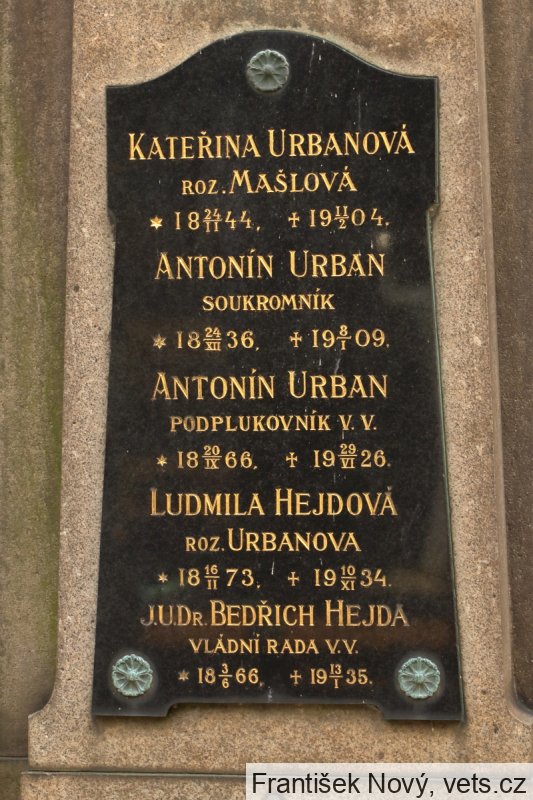 KATEŘINA URBANOVÁ
ROZ. MAŠLOVÁ
* 18 24/11 44. + 19 11/2 04.
ANTONÍN URBAN
SOUKROMNÍK
* 18 24/XII 36. + 19 8/I 09.
ANTONÍN URBAN
PODPLUKOVNÍK V. V.
* 18 20/IX 66. + 19 29/VI 26.
LUDMILA HEJDOVÁ
ROZ. URBANOVA
* 18 16/11 73. + 19 10/XI 34.
J.U.DR. BEDŘICH HEJDA
VLÁDNÍ RADA V.V.
* 18 3/6 66. + 19 13/I 35.
František Nový, vets.cz